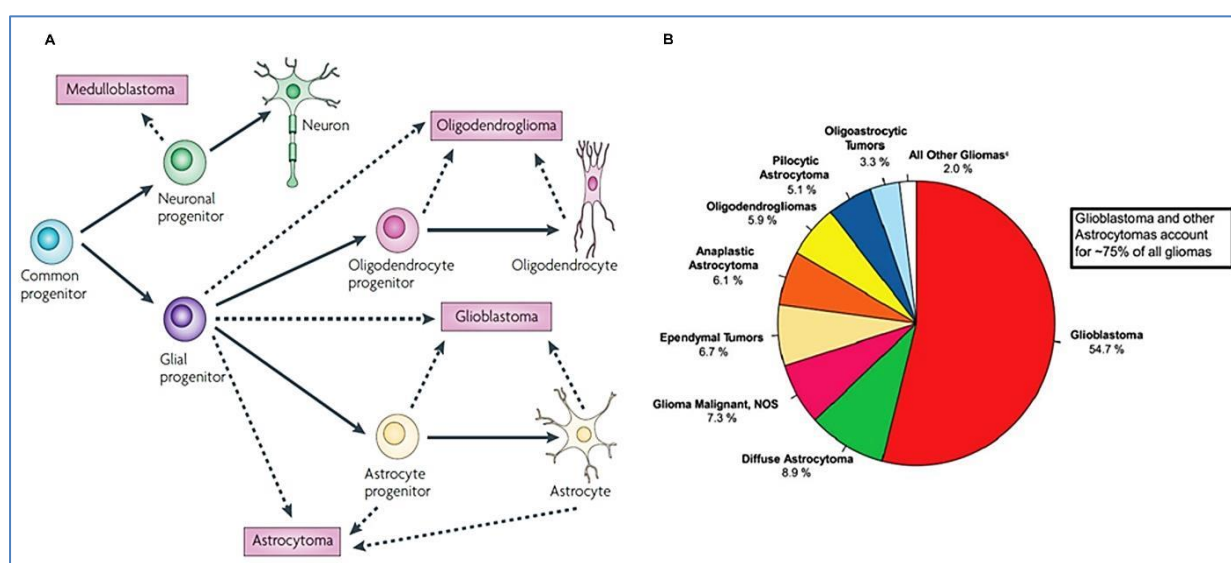 A
Medulloblastoma
Neuron
Neuronal
progenitor
Oligodendroglioma
Common
progenitor
Oligodendrocyte
progenitor
Oligodendrocyte
Glial
progenitor
Glioblastoma
Astrocyte
progenitor
Astrocyte
Astrocytoma
B
Oligoastrocytic
Tumors
3.3 %
All Other Gliomas⁶
2.0 %
Pilocytic
Astrocytoma
5.1 %
Oligodendrogliomas
5.9 %
Anaplastic
Astrocytoma
6.1 %
Ependymal Tumors
6.7 %
Glioma Malignant, NOS
7.3 %
Diffuse Astrocytoma
8.9 %
Glioblastoma
54.7 %
Glioblastoma and other
Astrocytomas account
for ~75% of all gliomas